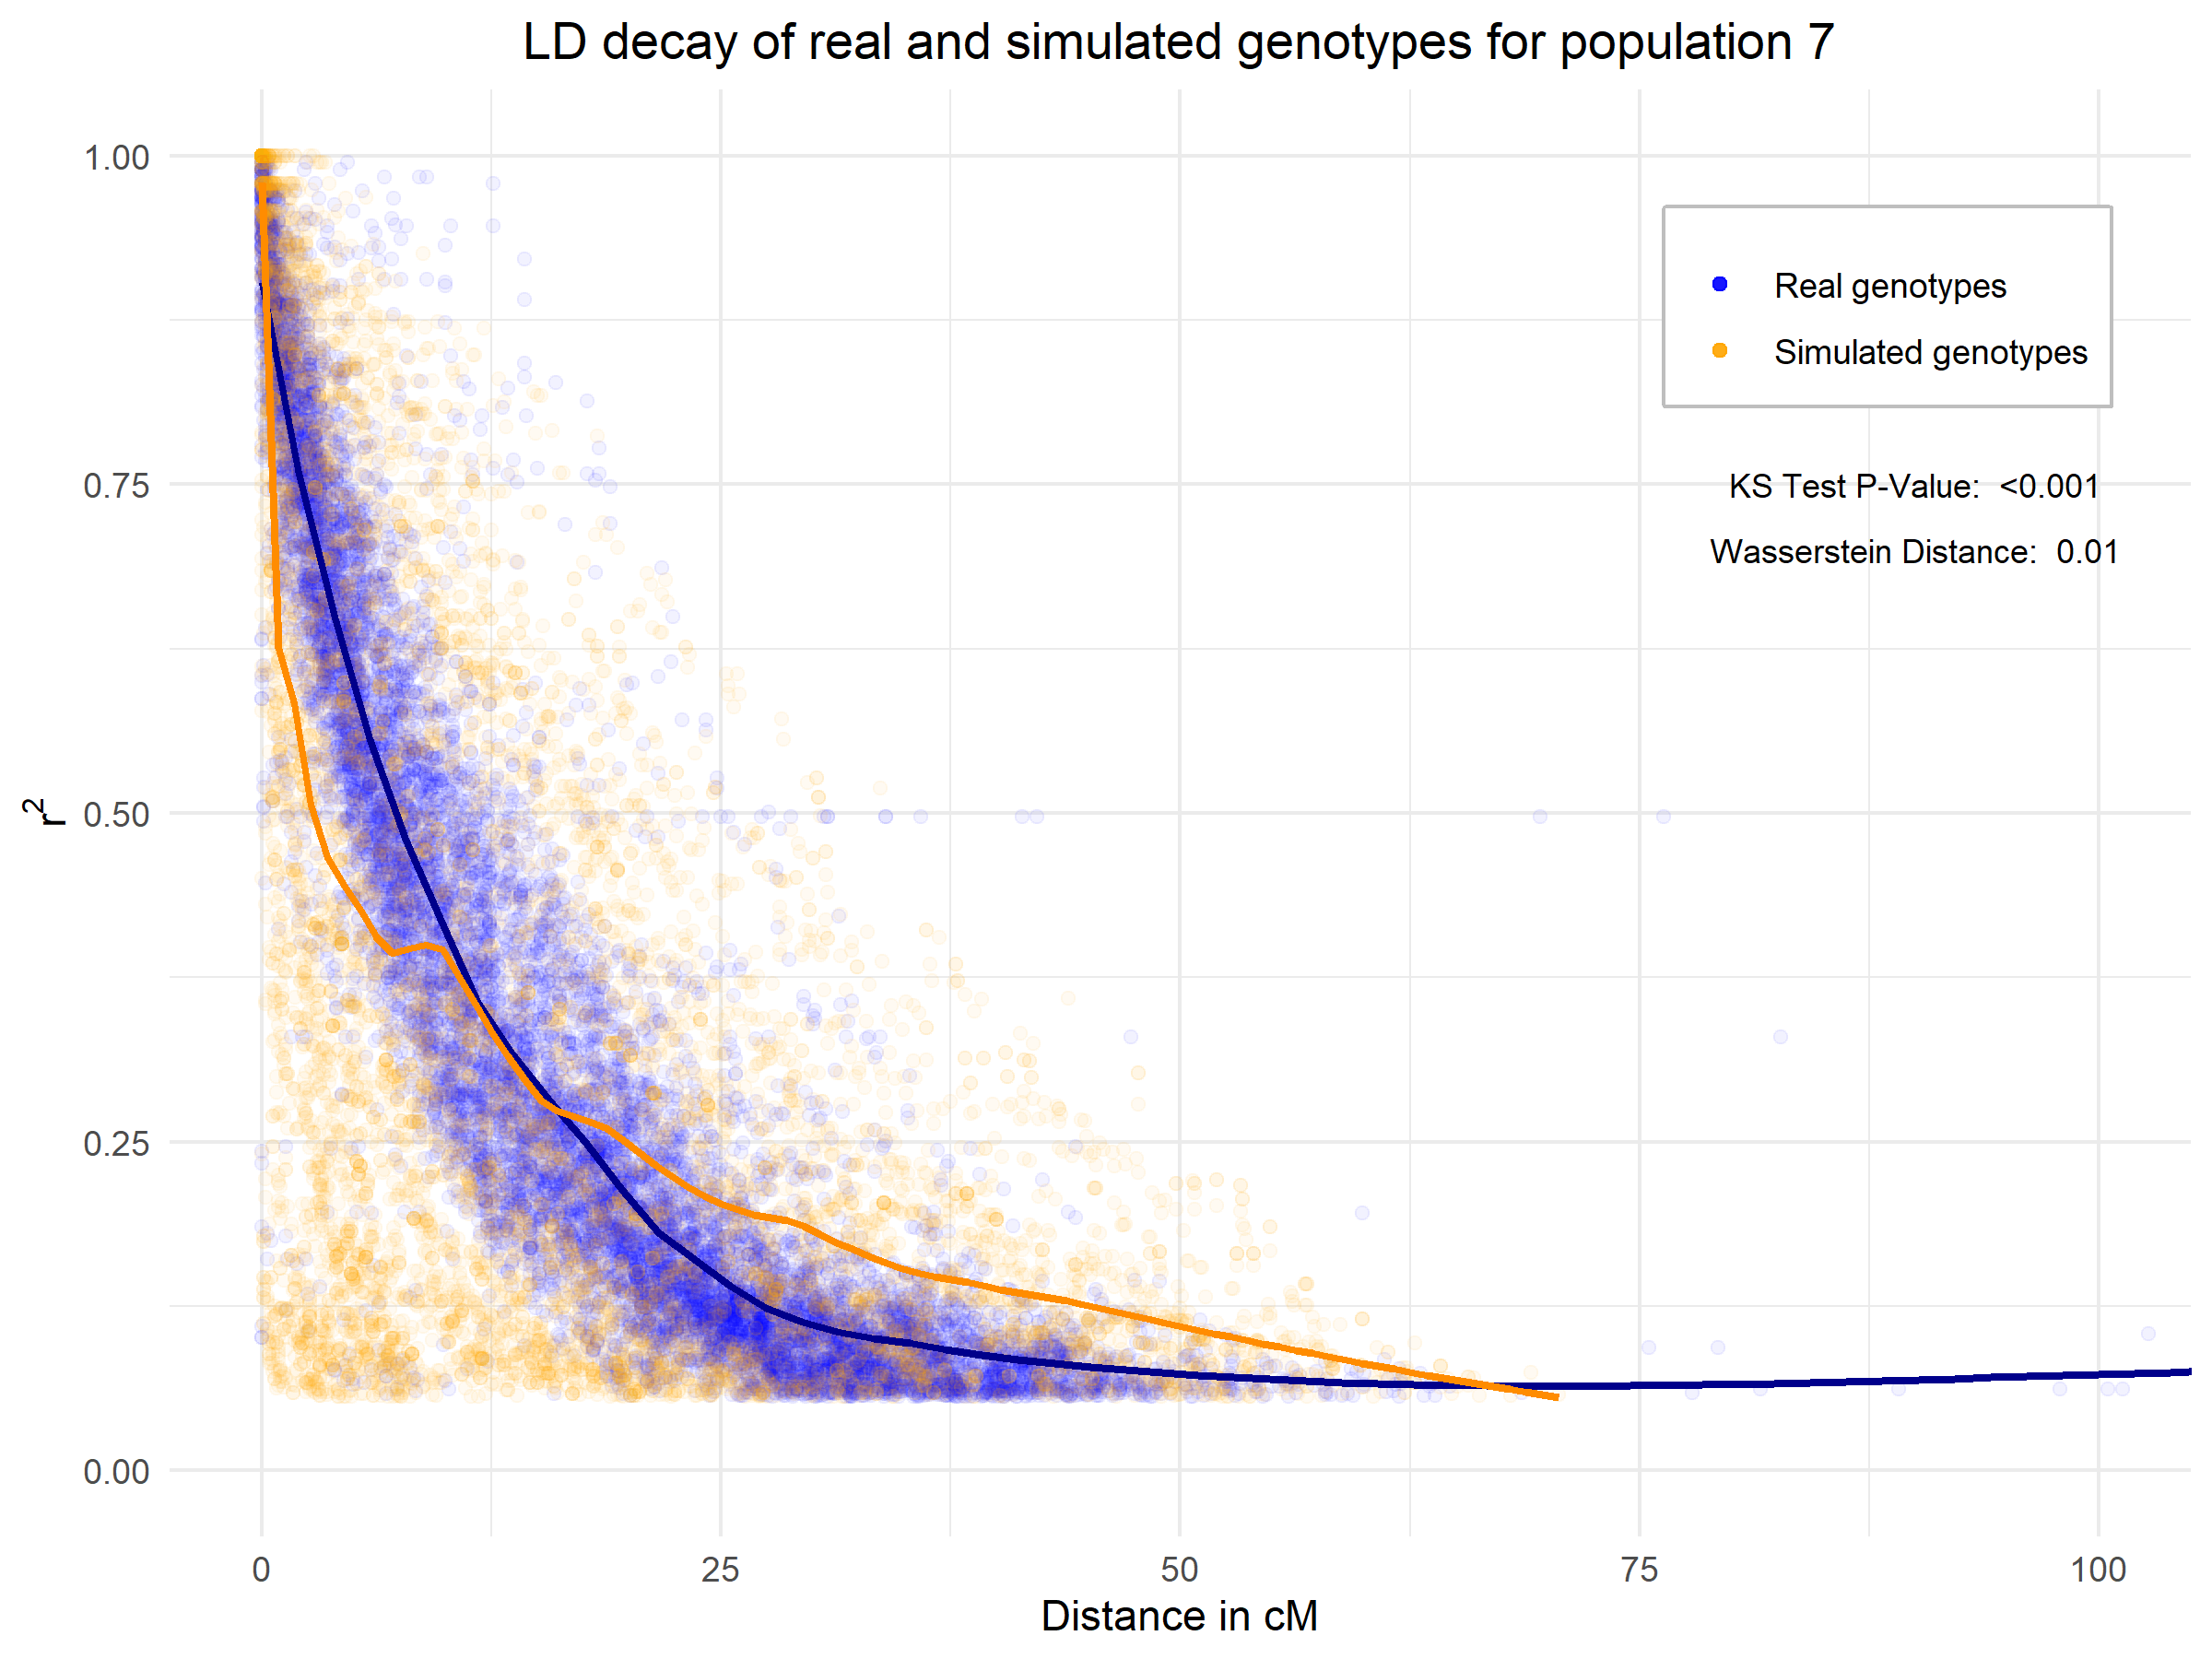 LD decay of real and simulated genotypes for population 7
1.00
0.75
0.50
0.25
0.00
r²
Real genotypes
Simulated genotypes
KS Test P-Value: <0.001
Wasserstein Distance: 0.01
0 25 50 75 100
Distance in cM